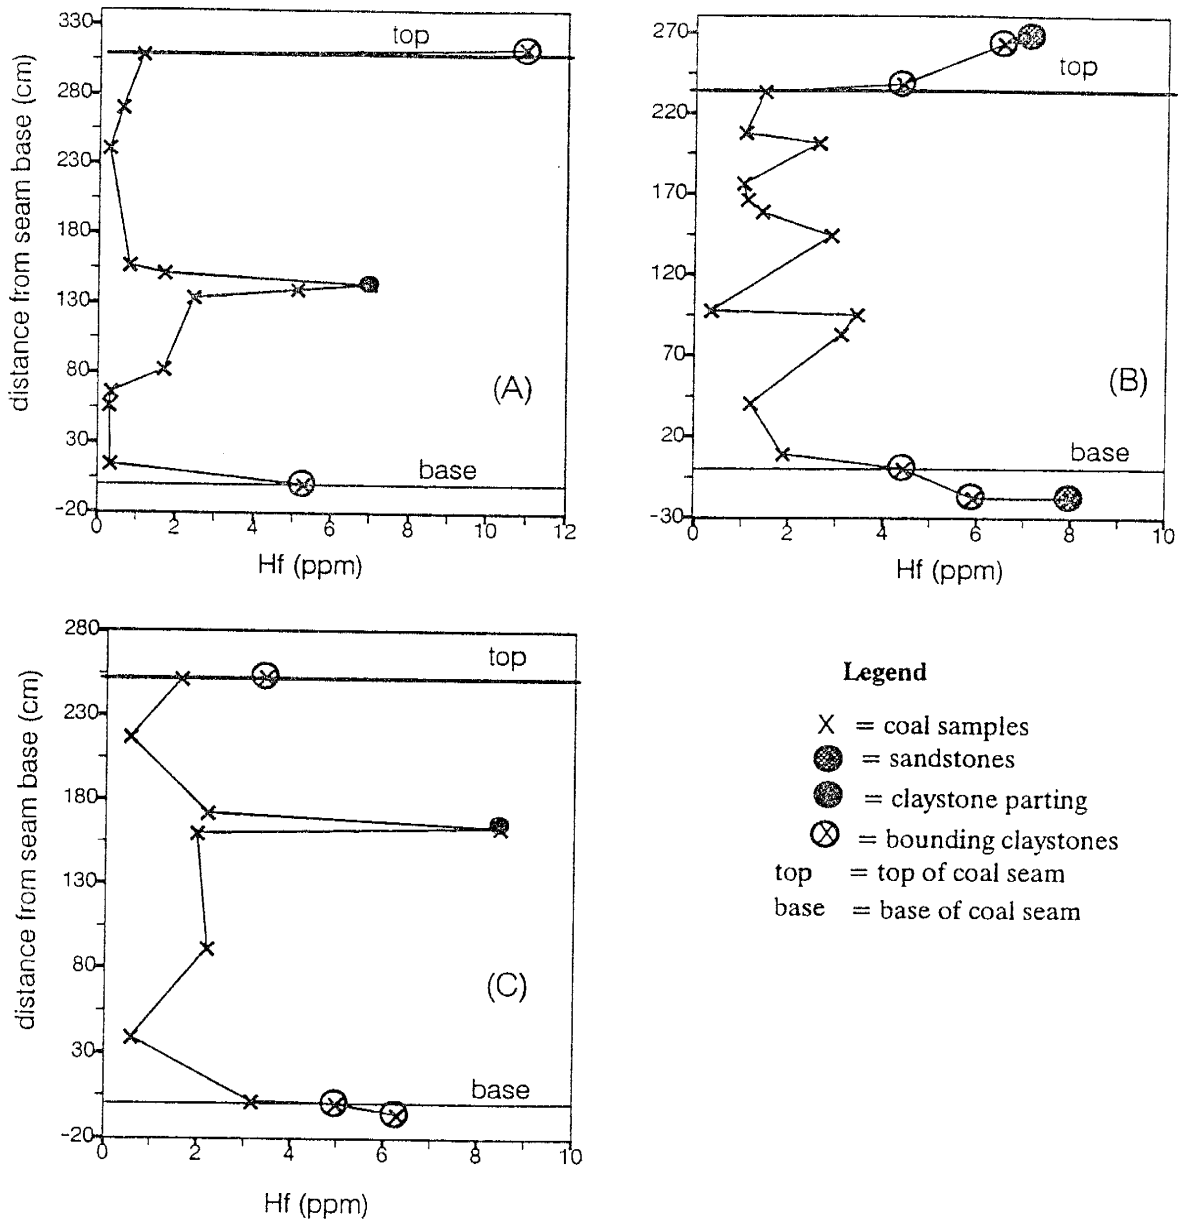 330
280
230
180
130
80
30
-20
0 2 4 6 8 10 12
distance from seam base (cm)
Hf (ppm)
top
(A)
base
270
220
170
120
70
20
-30
0 2 4 6 8 10
Hf (ppm)
top
(B)
base
280
230
180
130
80
30
-20
0 2 4 6 8 10
distance from seam base (cm)
Hf (ppm)
top
(C)
base
Legend
X = coal samples
= sandstones
= claystone parting
= bounding claystones
top = top of coal seam
base = base of coal seam